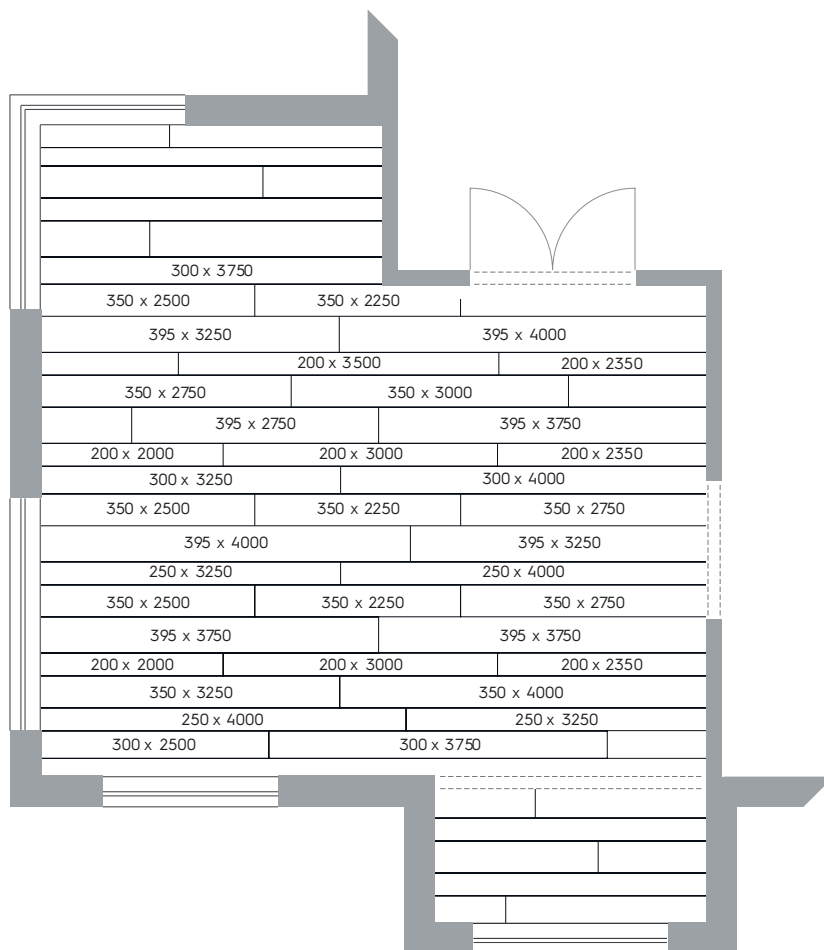 300 x 3750
350 x 2500 350 x 2250
395 x 3250 395 x 4000
200 x 3500 200 x 2350
350 x 2750 350 x 3000
395 x 2750 395 x 3750
200 x 2000 200 x 3000 200 x 2350
300 x 3250 300 x 4000
350 x 2500 350 x 2250 350 x 2750
395 x 4000 395 x 3250
250 x 3250 250 x 4000
350 x 2500 350 x 2250 350 x 2750
395 x 3750 395 x 3750
200 x 2000 200 x 3000 200 x 2350
350 x 3250 350 x 4000
250 x 4000 250 x 3250
300 x 2500 300 x 3750